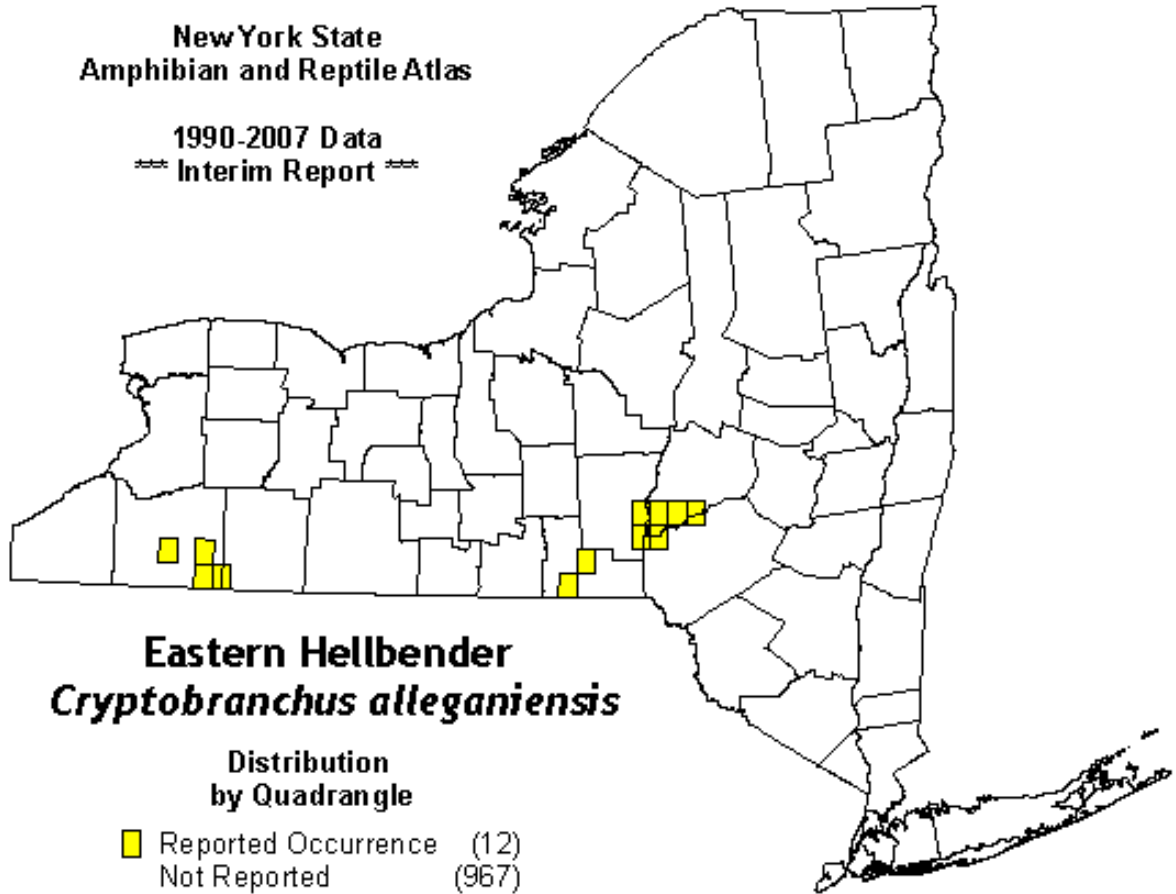 New York State
Amphibian and Reptile Atlas
1990-2007 Data
*** Interim Report ***
Eastern Hellbender
Cryptobranchus alleganiensis
Distribution
by Quadrangle
Reported Occurrence (12)
Not Reported (967)